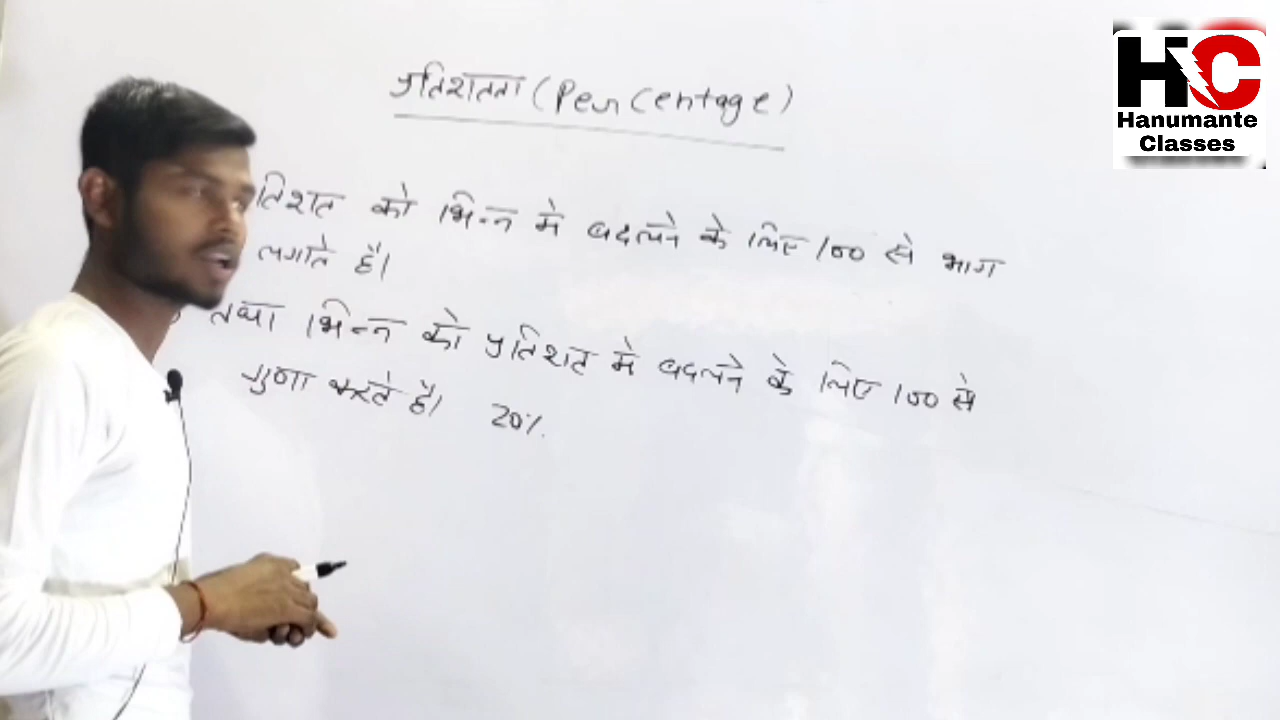 प्रतिशतता (Percentage)
HC
Hanumante
Classes
तिशत को भिन्न मे बदलने के लिए 100 से भाग
लगाते है।
तथा भिन्न को प्रतिशत मे बदलने के लिए 100 से
गुणा करते है। 20%.